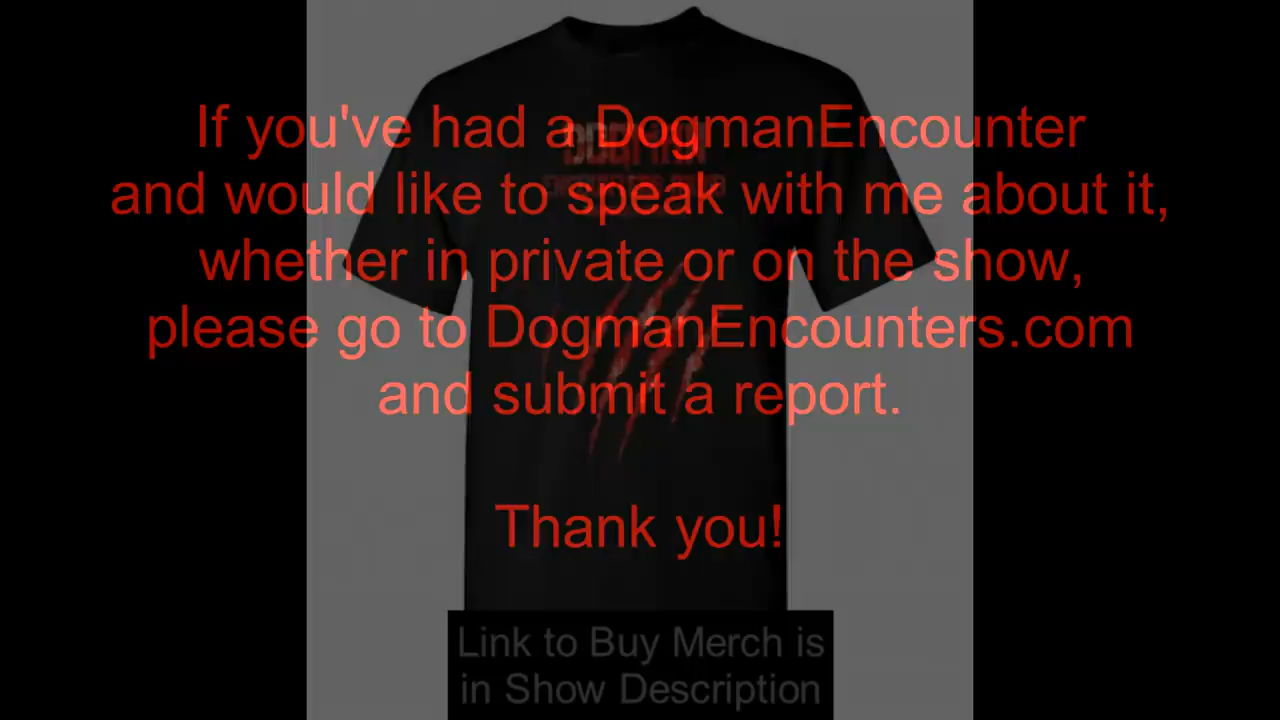 If you've had a DogmanEncounter
and would like to speak with me about it,
whether in private or on the show,
please go to DogmanEncounters.com
and submit a report.
Thank you!
DOGMAN
Link to Buy Merch is
in Show Description